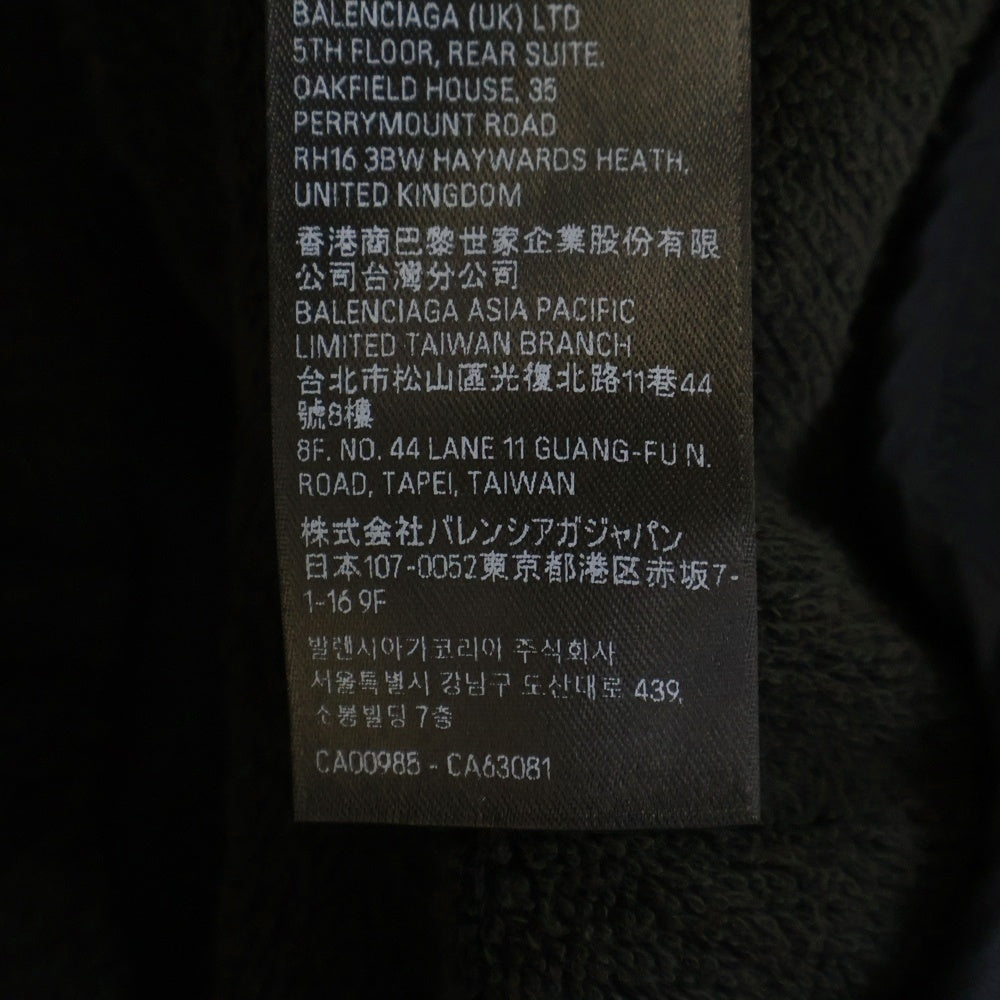 BALENCIAGA (UK) LTD
5TH FLOOR, REAR SUITE.
OAKFIELD HOUSE, 35
PERRYMOUNT ROAD
RH16 3BW HAYWARDS HEATH,
UNITED KINGDOM
香港商巴黎世家企業股份有限
公司台灣分公司
BALENCIAGA ASIA PACIFIC
LIMITED TAIWAN BRANCH
台北市松山區光復北路11巷44
號8樓
8F. NO. 44 LANE 11 GUANG-FU N.
ROAD, TAPEI, TAIWAN
株式会社バレンシアガジャパン
日本107-0052東京都港区赤坂7-
1-16 9F
발렌시아가코리아 주식회사
서울특별시 강남구 도산대로 439,
소봉빌딩 7층
CA00985 - CA63081